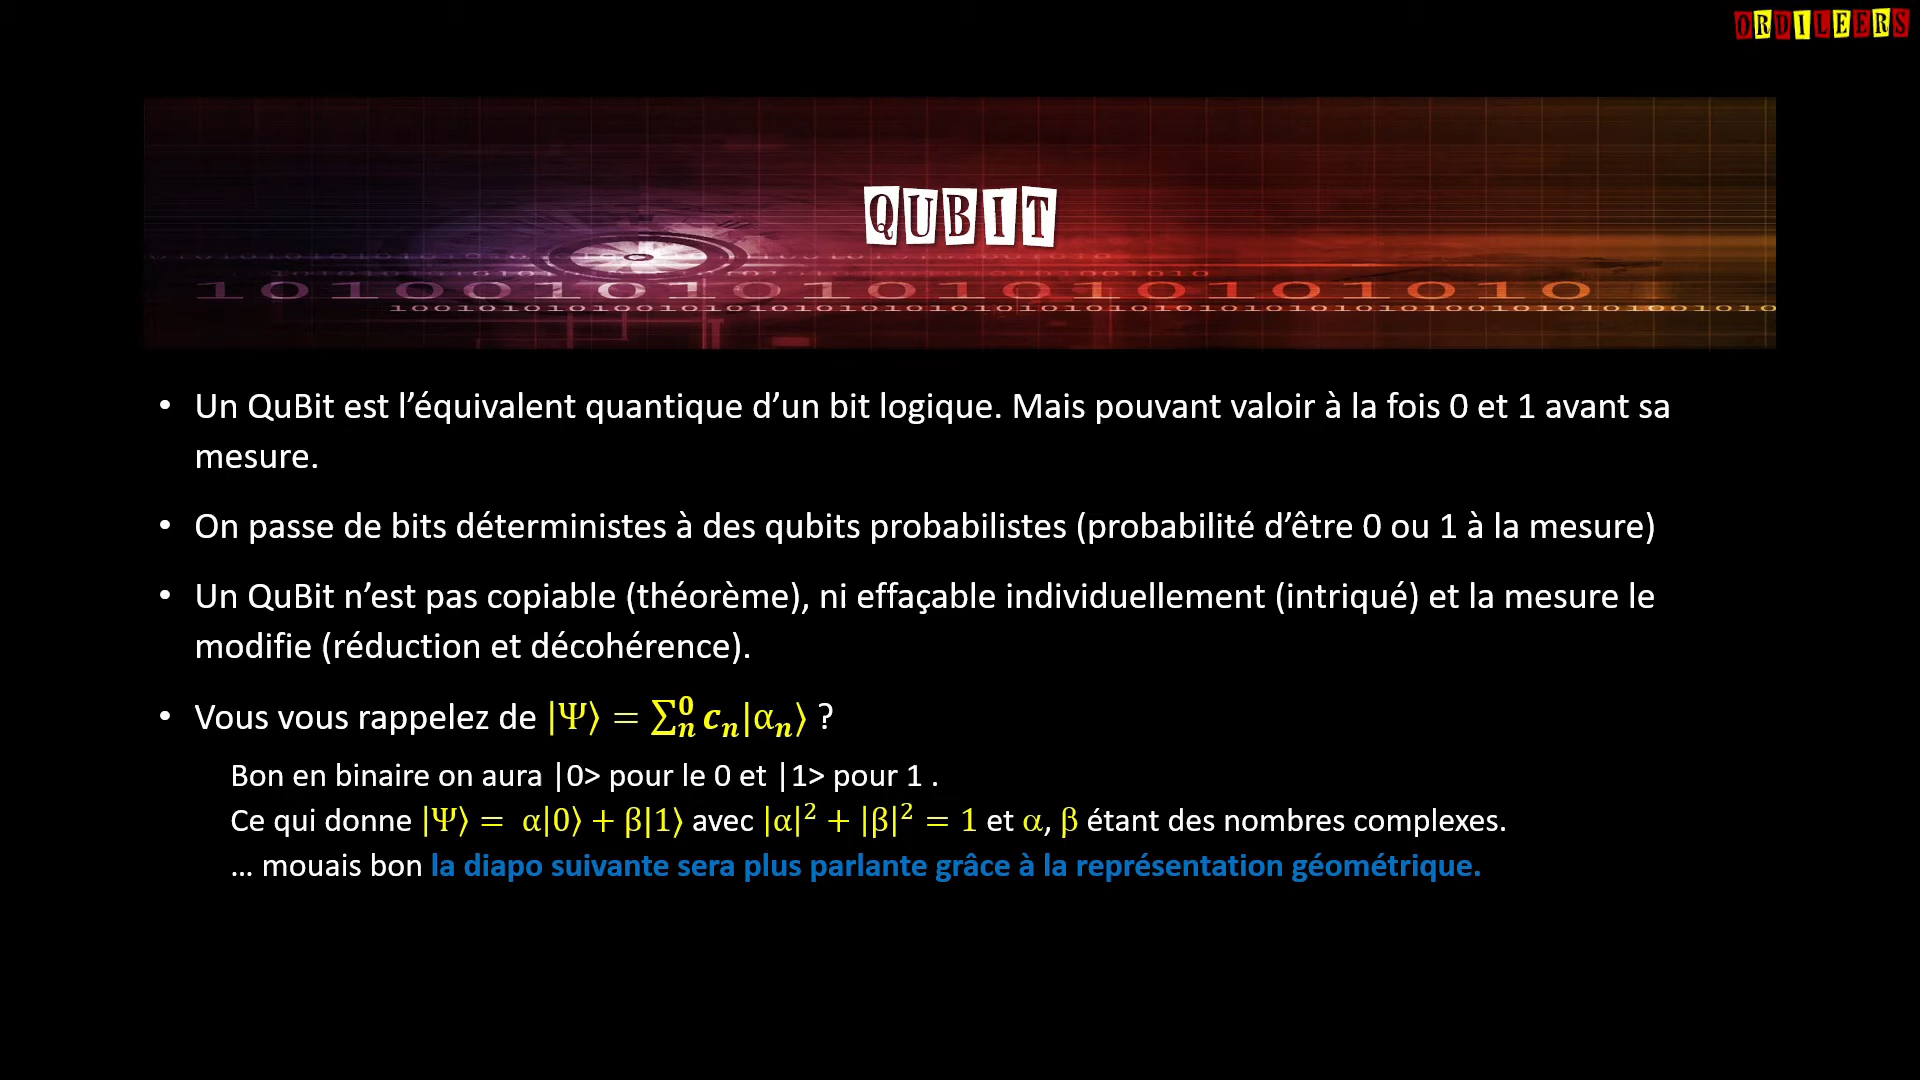 ORDILEERS
QUBIT
101001010101010101010101010
• Un QuBit est l’équivalent quantique d’un bit logique. Mais pouvant valoir à la fois 0 et 1 avant sa
mesure.
• On passe de bits déterministes à des qubits probabilistes (probabilité d’être 0 ou 1 à la mesure)
• Un QuBit n’est pas copiable (théorème), ni effaçable individuellement (intriqué) et la mesure le
modifie (réduction et décohérence).
• Vous vous rappelez de |Ψ⟩ = ∑ₙ⁰ cₙ|αₙ⟩ ?
Bon en binaire on aura |0> pour le 0 et |1> pour 1 .
Ce qui donne |Ψ⟩ = α|0⟩ + β|1⟩ avec |α|² + |β|² = 1 et α, β étant des nombres complexes.
... mouais bon la diapo suivante sera plus parlante grâce à la représentation géométrique.